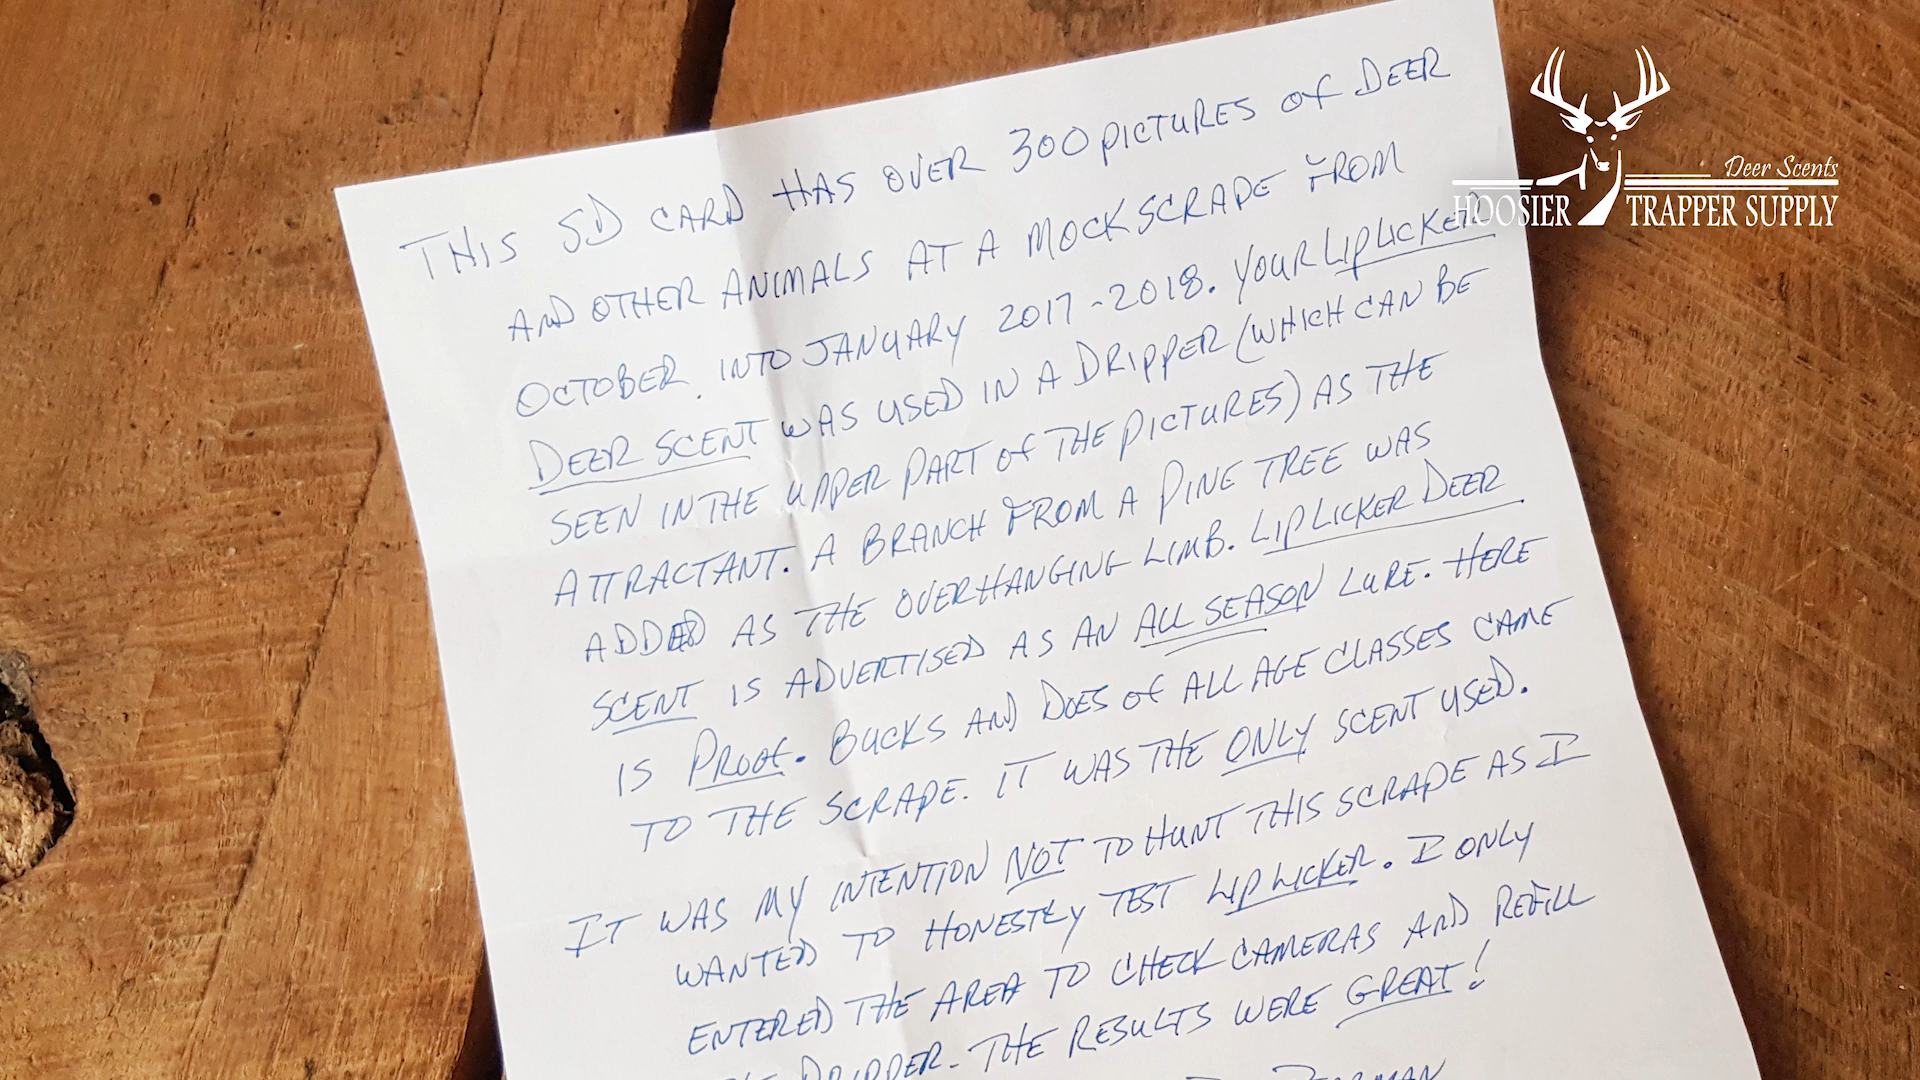 THIS SD CARD HAS OVER 300 PICTURES OF DEER
AND OTHER ANIMALS AT A MOCK SCRAPE FROM
OCTOBER INTO JANUARY 2017-2018. YOUR LIPLICKER
DEER SCENT WAS USED IN A DRIPPER (WHICH CAN BE
SEEN IN THE UPPER PART OF THE PICTURES) AS THE
ATTRACTANT. A BRANCH FROM A PINE TREE WAS
ADDED AS THE OVERHANGING LIMB. LIPLICKER DEER
SCENT IS ADVERTISED AS AN ALL SEASON LURE. HERE
IS PROOF. BUCKS AND DOES OF ALL AGE CLASSES CAME
TO THE SCRAPE. IT WAS THE ONLY SCENT USED.
IT WAS MY INTENTION NOT TO HUNT THIS SCRAPE AS I
WANTED TO HONESTLY TEST LIPLICKER. I ONLY
ENTERED THE AREA TO CHECK CAMERAS AND REFILL
DRIPPER. THE RESULTS WERE GREAT!
Deer Scents
HOOSIER TRAPPER SUPPLY